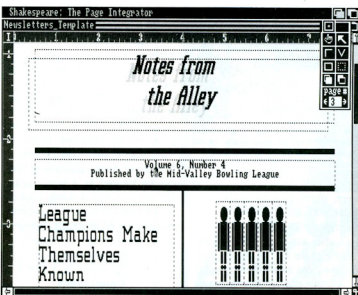 Shakespeare: The Page Integrator
Newsletters_Template
page
3
Notes from
the Alley
Volume 6, Number 4
Published by the Mid-Valley Bowling League
League
Champions Make
Themselves
Known